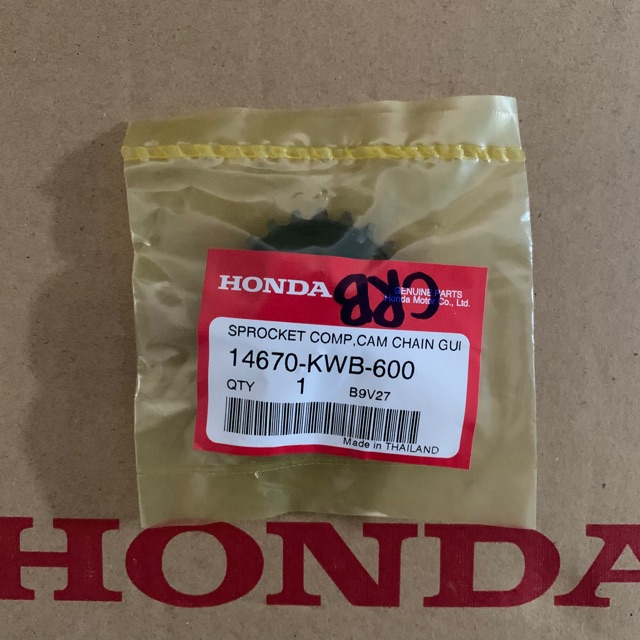 HONDA
GENUINE PARTS
Honda Motor Co., Ltd.
CRB
SPROCKET COMP,CAM CHAIN GUI
14670-KWB-600
QTY 1 B9V27
Made in THAILAND
HONDA